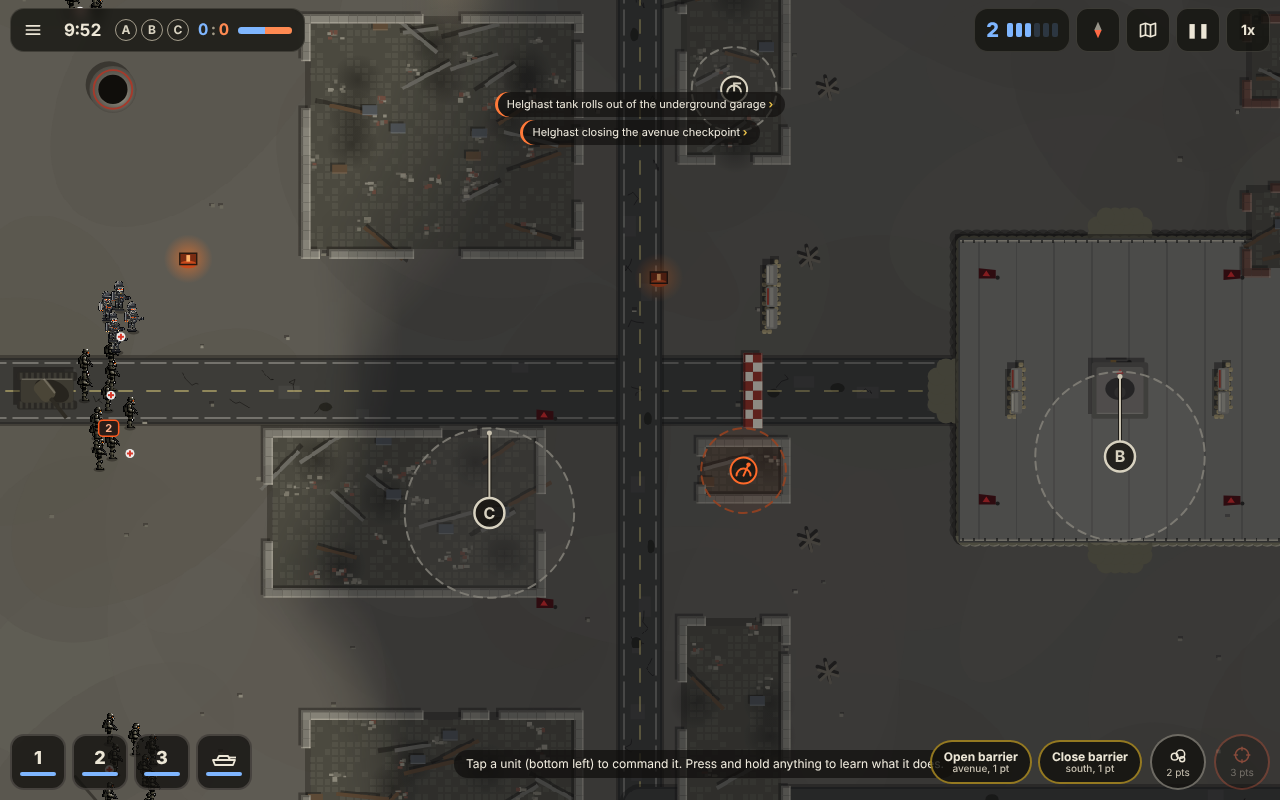 9:52 A B C 0:0
2
1x
Helghast tank rolls out of the underground garage ›
Helghast closing the avenue checkpoint ›
2
B
C
1
2
3
Tap a unit (bottom left) to command it. Press and hold anything to learn what it does.
Open barrier
avenue, 1 pt
Close barrier
south, 1 pt
2 pts
3 pts